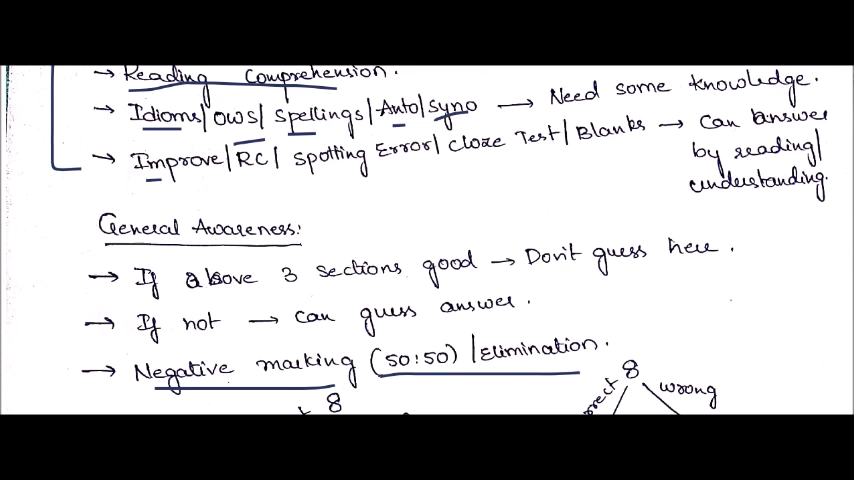 → Reading Comprehension.
→ Idioms/OWS/Spellings/Anto/Syno → Need some knowledge.
→ Improve/RC/Spotting Error/Cloze Test/Blanks → Can Answer
by reading/
understanding.
General Awareness:
→ If above 3 sections good → Don't guess here.
→ If not → can guess answer.
→ Negative marking (50:50)/Elimination.
8
8
wrong